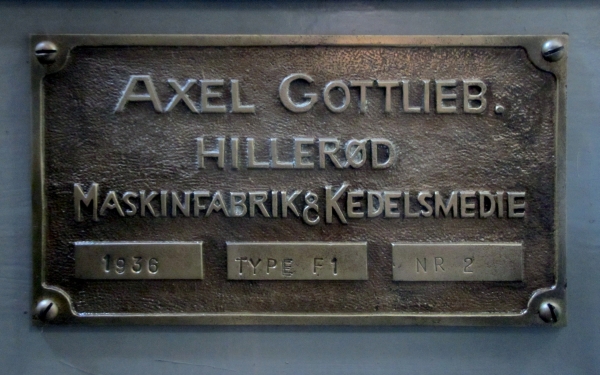 AXEL GOTTLIEB.
HILLERØD
MASKINFABRIK & KEDELSMEDIE
1936 TYPE F1 NR 2